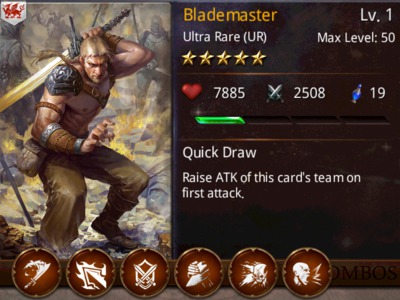 Blademaster Lv. 1
Ultra Rare (UR) Max Level: 50
7885 2508 19
Quick Draw
Raise ATK of this card's team on
first attack.
OMBOS